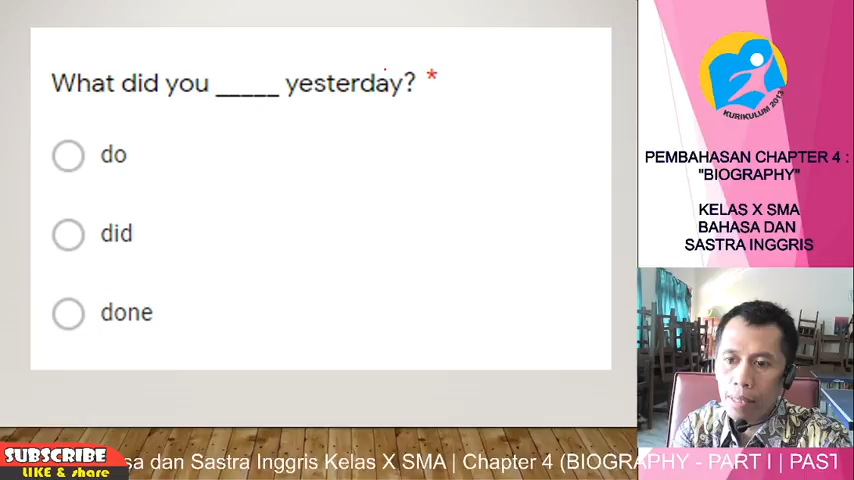 What did you _____ yesterday? *
do
did
done
KURIKULUM 2013
PEMBAHASAN CHAPTER 4 :
"BIOGRAPHY"
KELAS X SMA
BAHASA DAN
SASTRA INGGRIS
SUBSCRIBE
LIKE & share
sa dan Sastra Inggris Kelas X SMA | Chapter 4 (BIOGRAPHY - PART I | PAST